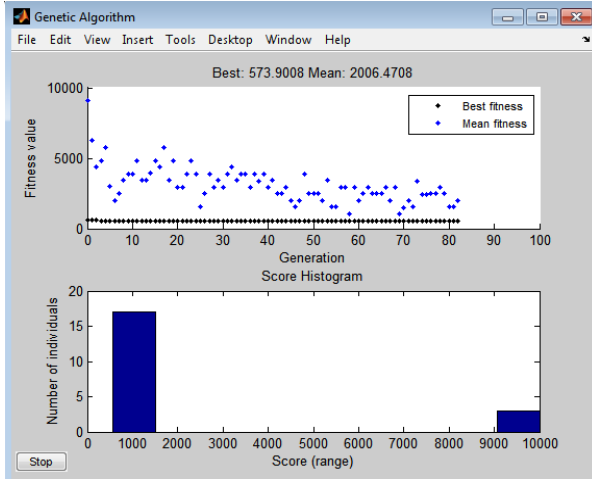 Genetic Algorithm
File Edit View Insert Tools Desktop Window Help
Best: 573.9008 Mean: 2006.4708
10000
5000
0
Fitness value
Best fitness
Mean fitness
0 10 20 30 40 50 60 70 80 90 100
Generation
Score Histogram
20
15
10
5
0
Number of individuals
0 1000 2000 3000 4000 5000 6000 7000 8000 9000 10000
Score (range)
Stop